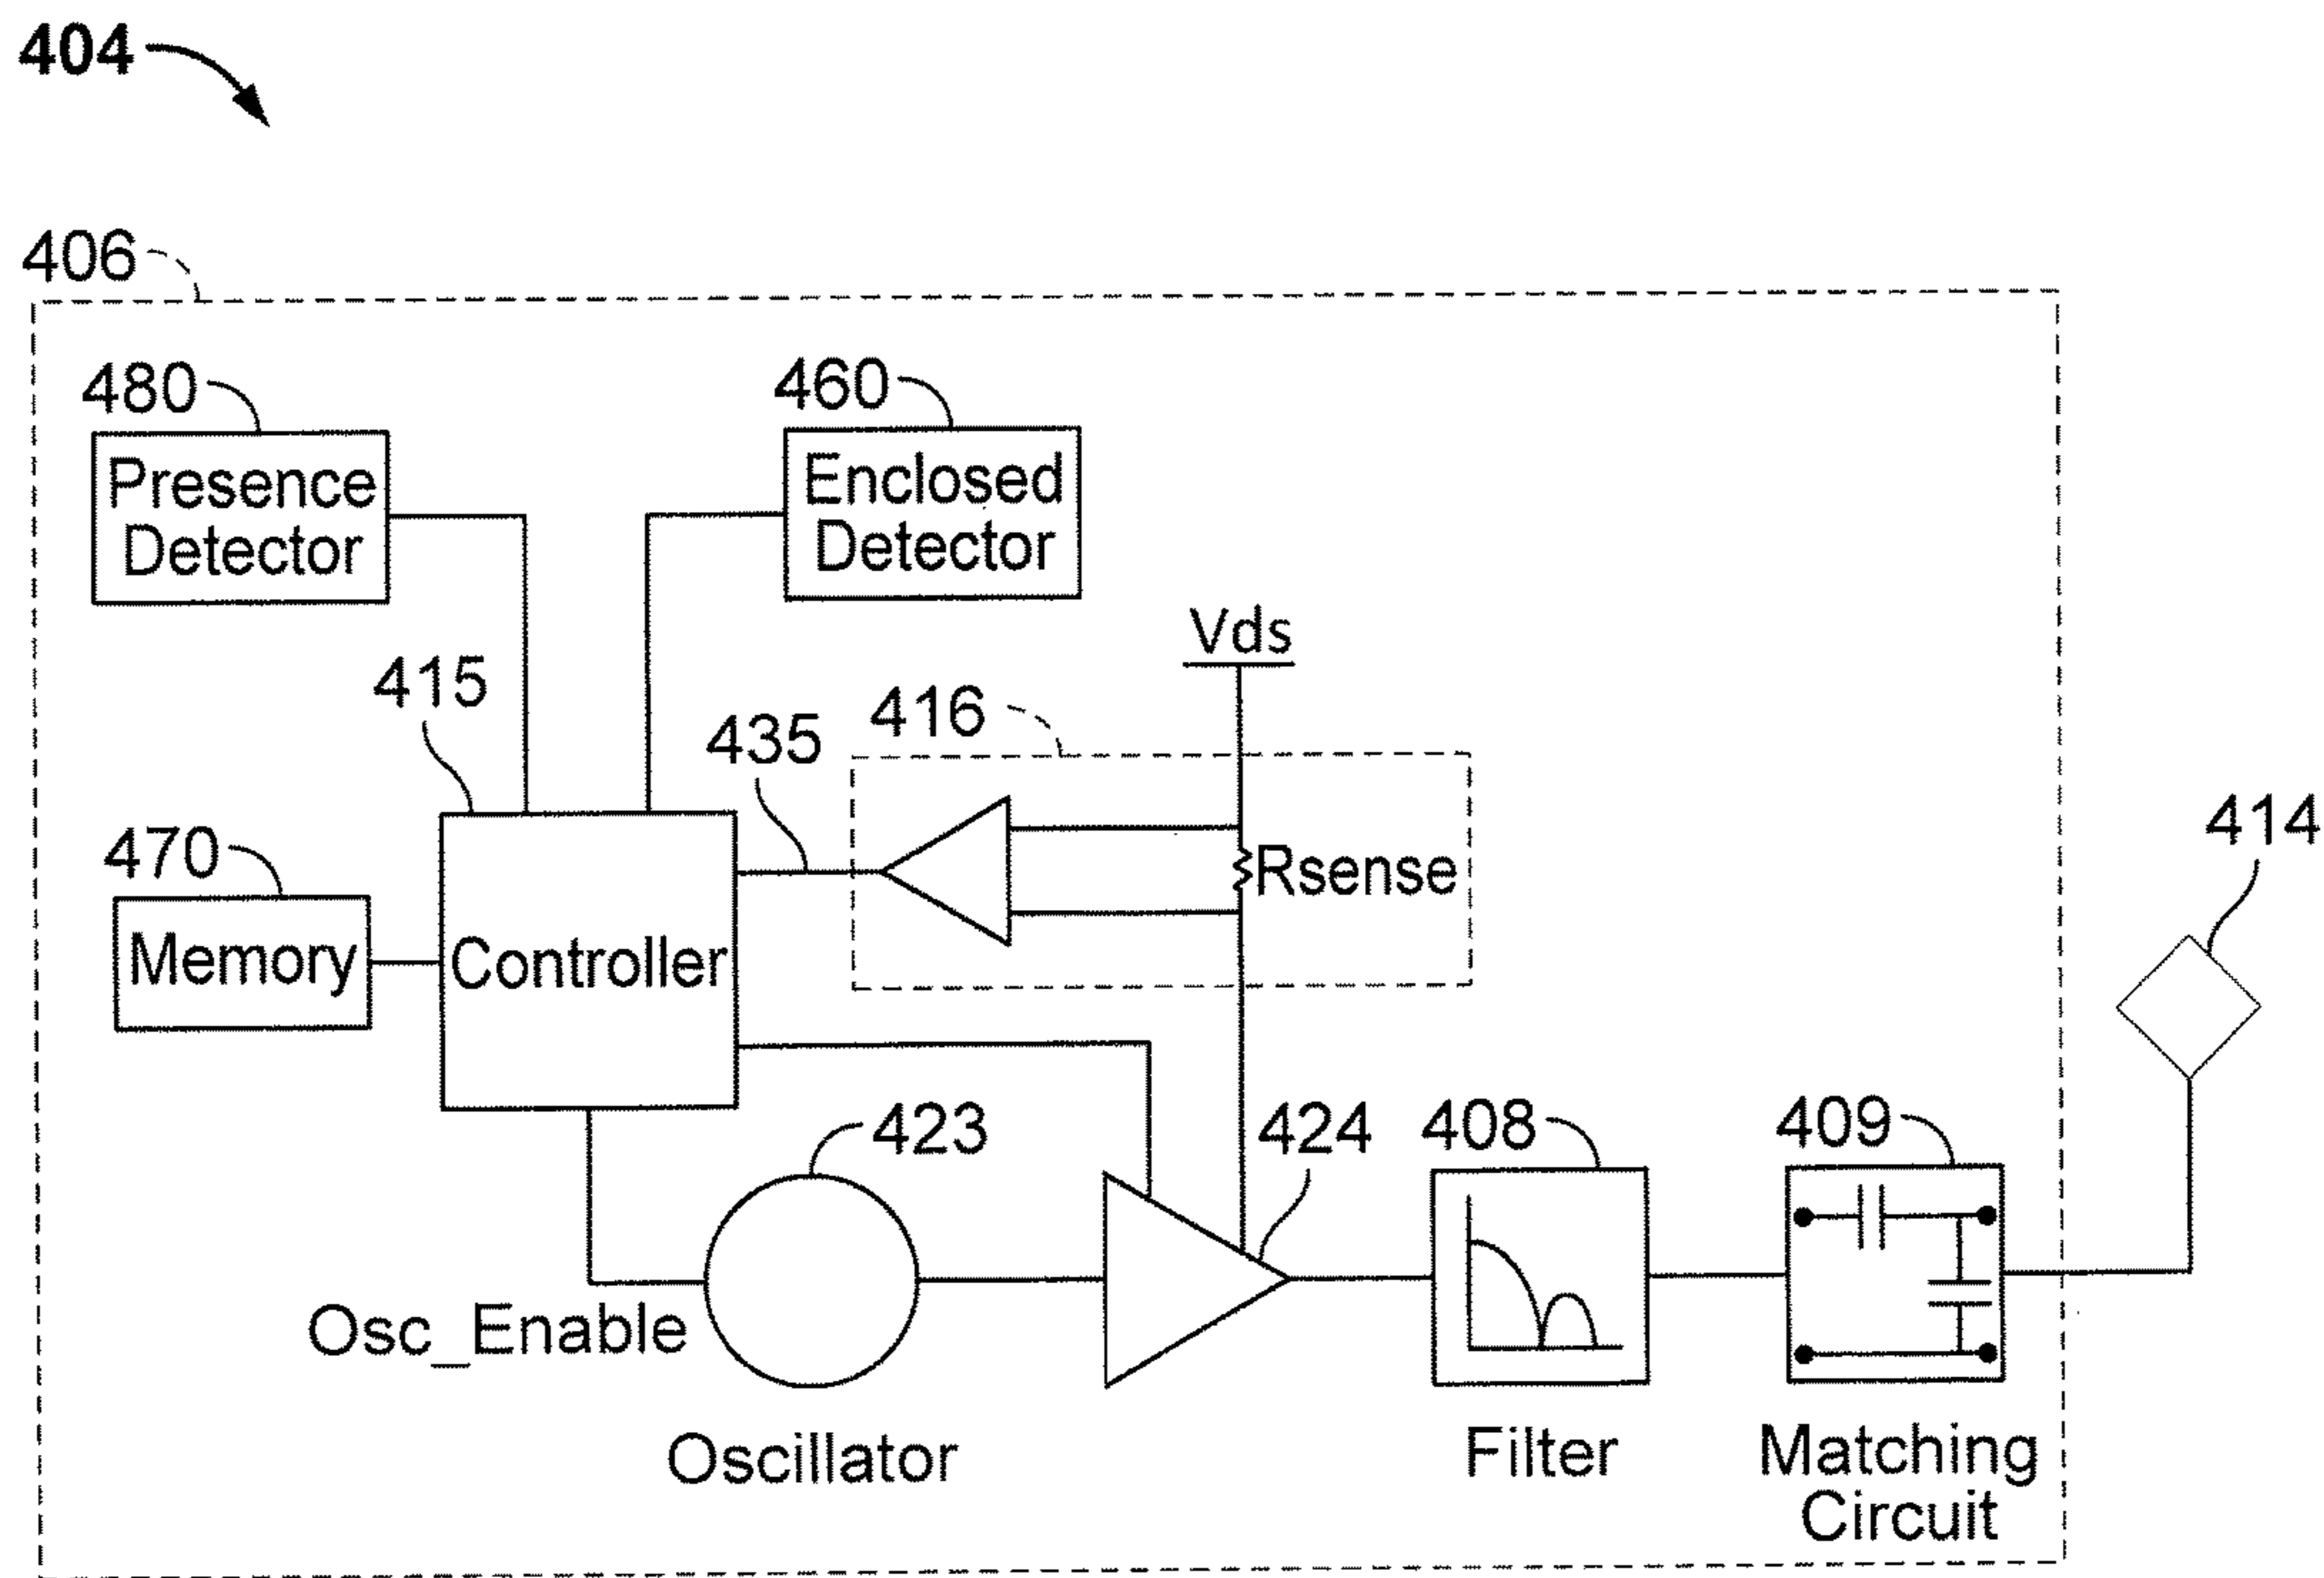 404
406
480
460
Presence
Detector
Enclosed
Detector
Vds
415
416
435
414
470
Rsense
Memory
Controller
423
424
408
409
Osc_Enable
Oscillator
Filter
Matching
Circuit